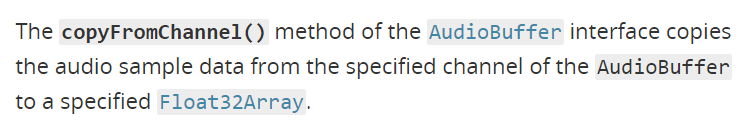 The copyFromChannel() method of the AudioBuffer interface copies
the audio sample data from the specified channel of the AudioBuffer
to a specified Float32Array.